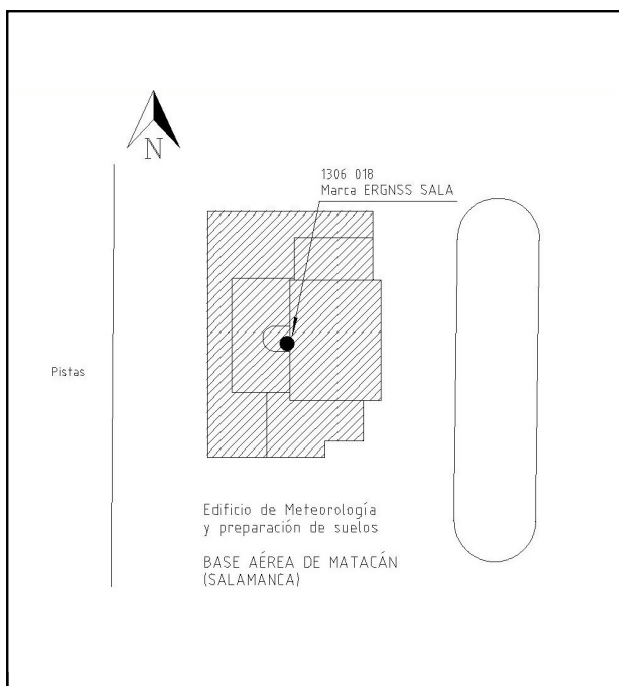 N
1306 018
Marca ERGNSS SALA
Pistas
Edificio de Meteorología
y preparación de suelos
BASE AÉREA DE MATACÁN
(SALAMANCA)